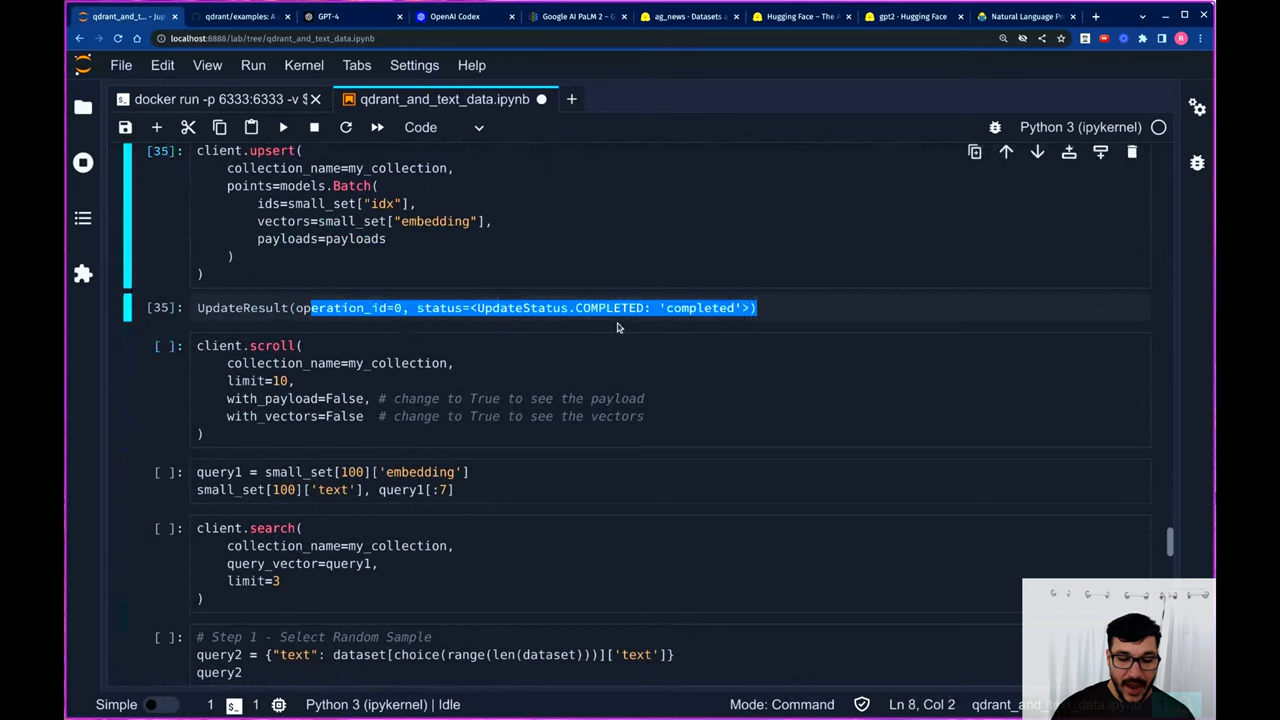 qdrant_and_t... - Jup
qdrant/examples: A
GPT-4
OpenAI Codex
Google AI PaLM 2 –
ag_news · Datasets a
Hugging Face – The A
gpt2 · Hugging Face
Natural Language Pro
localhost:8888/lab/tree/qdrant_and_text_data.ipynb
File Edit View Run Kernel Tabs Settings Help
docker run -p 6333:6333 -v $
qdrant_and_text_data.ipynb
Code
Python 3 (ipykernel)
[35]: client.upsert(
collection_name=my_collection,
points=models.Batch(
ids=small_set["idx"],
vectors=small_set["embedding"],
payloads=payloads
)
)
[35]: UpdateResult(operation_id=0, status=<UpdateStatus.COMPLETED: 'completed'>)
[ ]: client.scroll(
collection_name=my_collection,
limit=10,
with_payload=False, # change to True to see the payload
with_vectors=False # change to True to see the vectors
)
[ ]: query1 = small_set[100]['embedding']
small_set[100]['text'], query1[:7]
[ ]: client.search(
collection_name=my_collection,
query_vector=query1,
limit=3
)
[ ]: # Step 1 - Select Random Sample
query2 = {"text": dataset[choice(range(len(dataset)))]['text']}
query2
Simple 1 1 Python 3 (ipykernel) | Idle Mode: Command Ln 8, Col 2 qdrant_and_text_data.ipynb